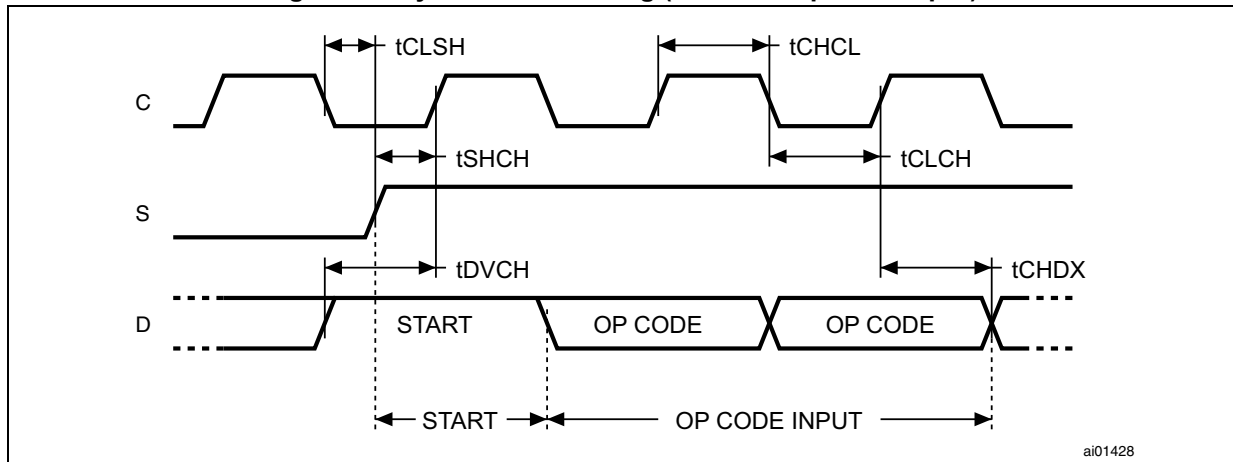 tCLSH tCHCL
C
tSHCH tCLCH
S
tDVCH tCHDX
D START OP CODE OP CODE
START OP CODE INPUT
ai01428